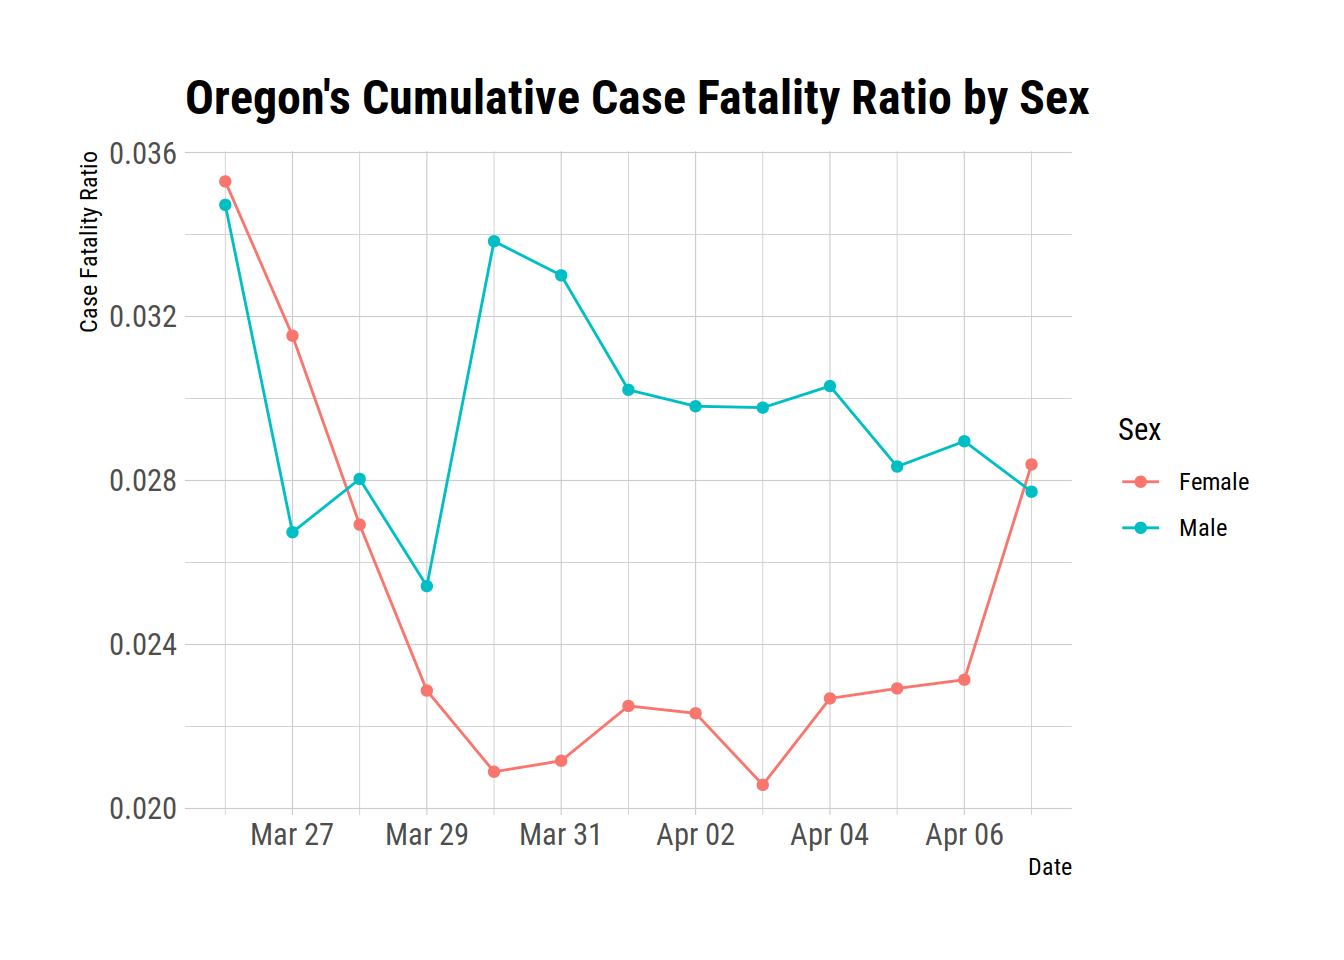 Oregon's Cumulative Case Fatality Ratio by Sex
Case Fatality Ratio
0.036
0.032
0.028
0.024
0.020
Mar 27
Mar 29
Mar 31
Apr 02
Apr 04
Apr 06
Date
Sex
Female
Male